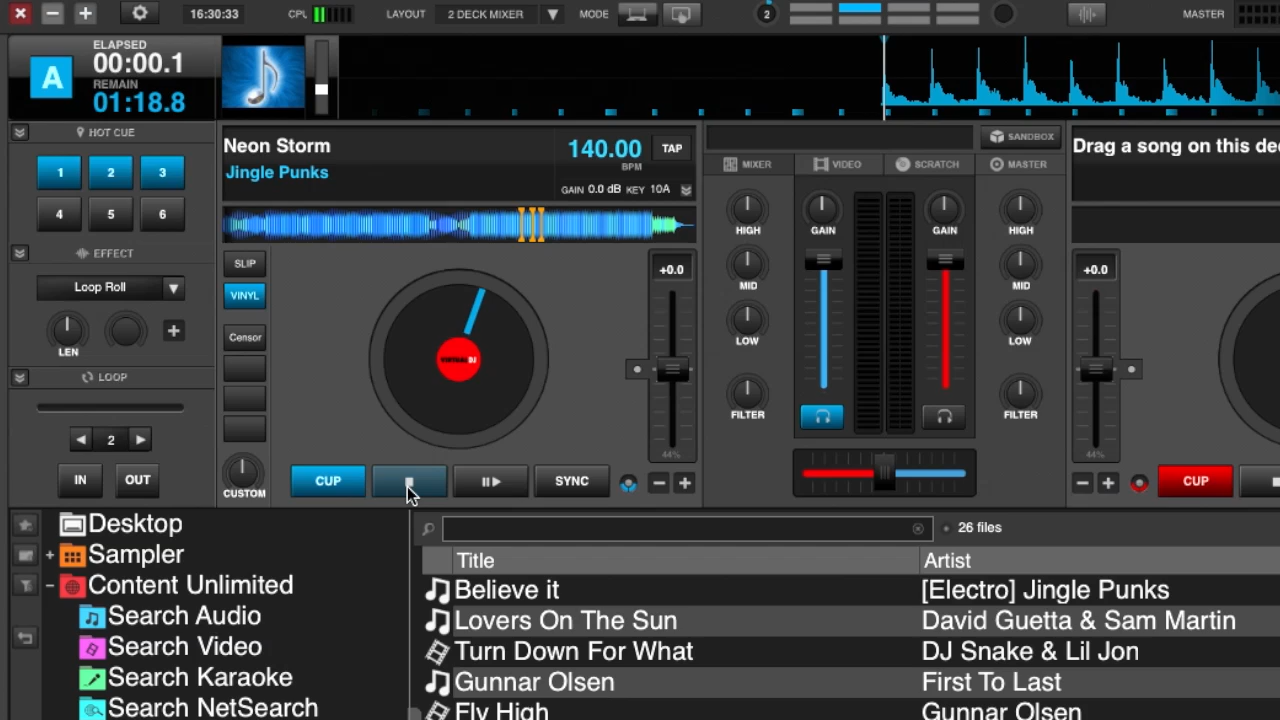 16:30:33 CPL LAYOUT 2 DECK MIXER MODE 2 MASTER
A ELAPSED
00:00.1
REMAIN
01:18.8
HOT CUE
1 2 3
4 5 6
EFFECT
Loop Roll
LEN
LOOP
2
IN OUT
Neon Storm
Jingle Punks
140.00 TAP
BPM
GAIN 0.0 dB KEY 10A
SLIP
VINYL
Censor
CUSTOM
VIRTUAL DJ
+0.0
44%
CUP SYNC
SANDBOX
MIXER VIDEO SCRATCH MASTER
HIGH GAIN GAIN HIGH
MID MID
LOW LOW
FILTER FILTER
Drag a song on this de
+0.0
44%
CUP
Desktop
Sampler
Content Unlimited
Search Audio
Search Video
Search Karaoke
Search NetSearch
26 files
Title Artist
Believe it [Electro] Jingle Punks
Lovers On The Sun David Guetta & Sam Martin
Turn Down For What DJ Snake & Lil Jon
Gunnar Olsen First To Last
Fly High Gunnar Olsen